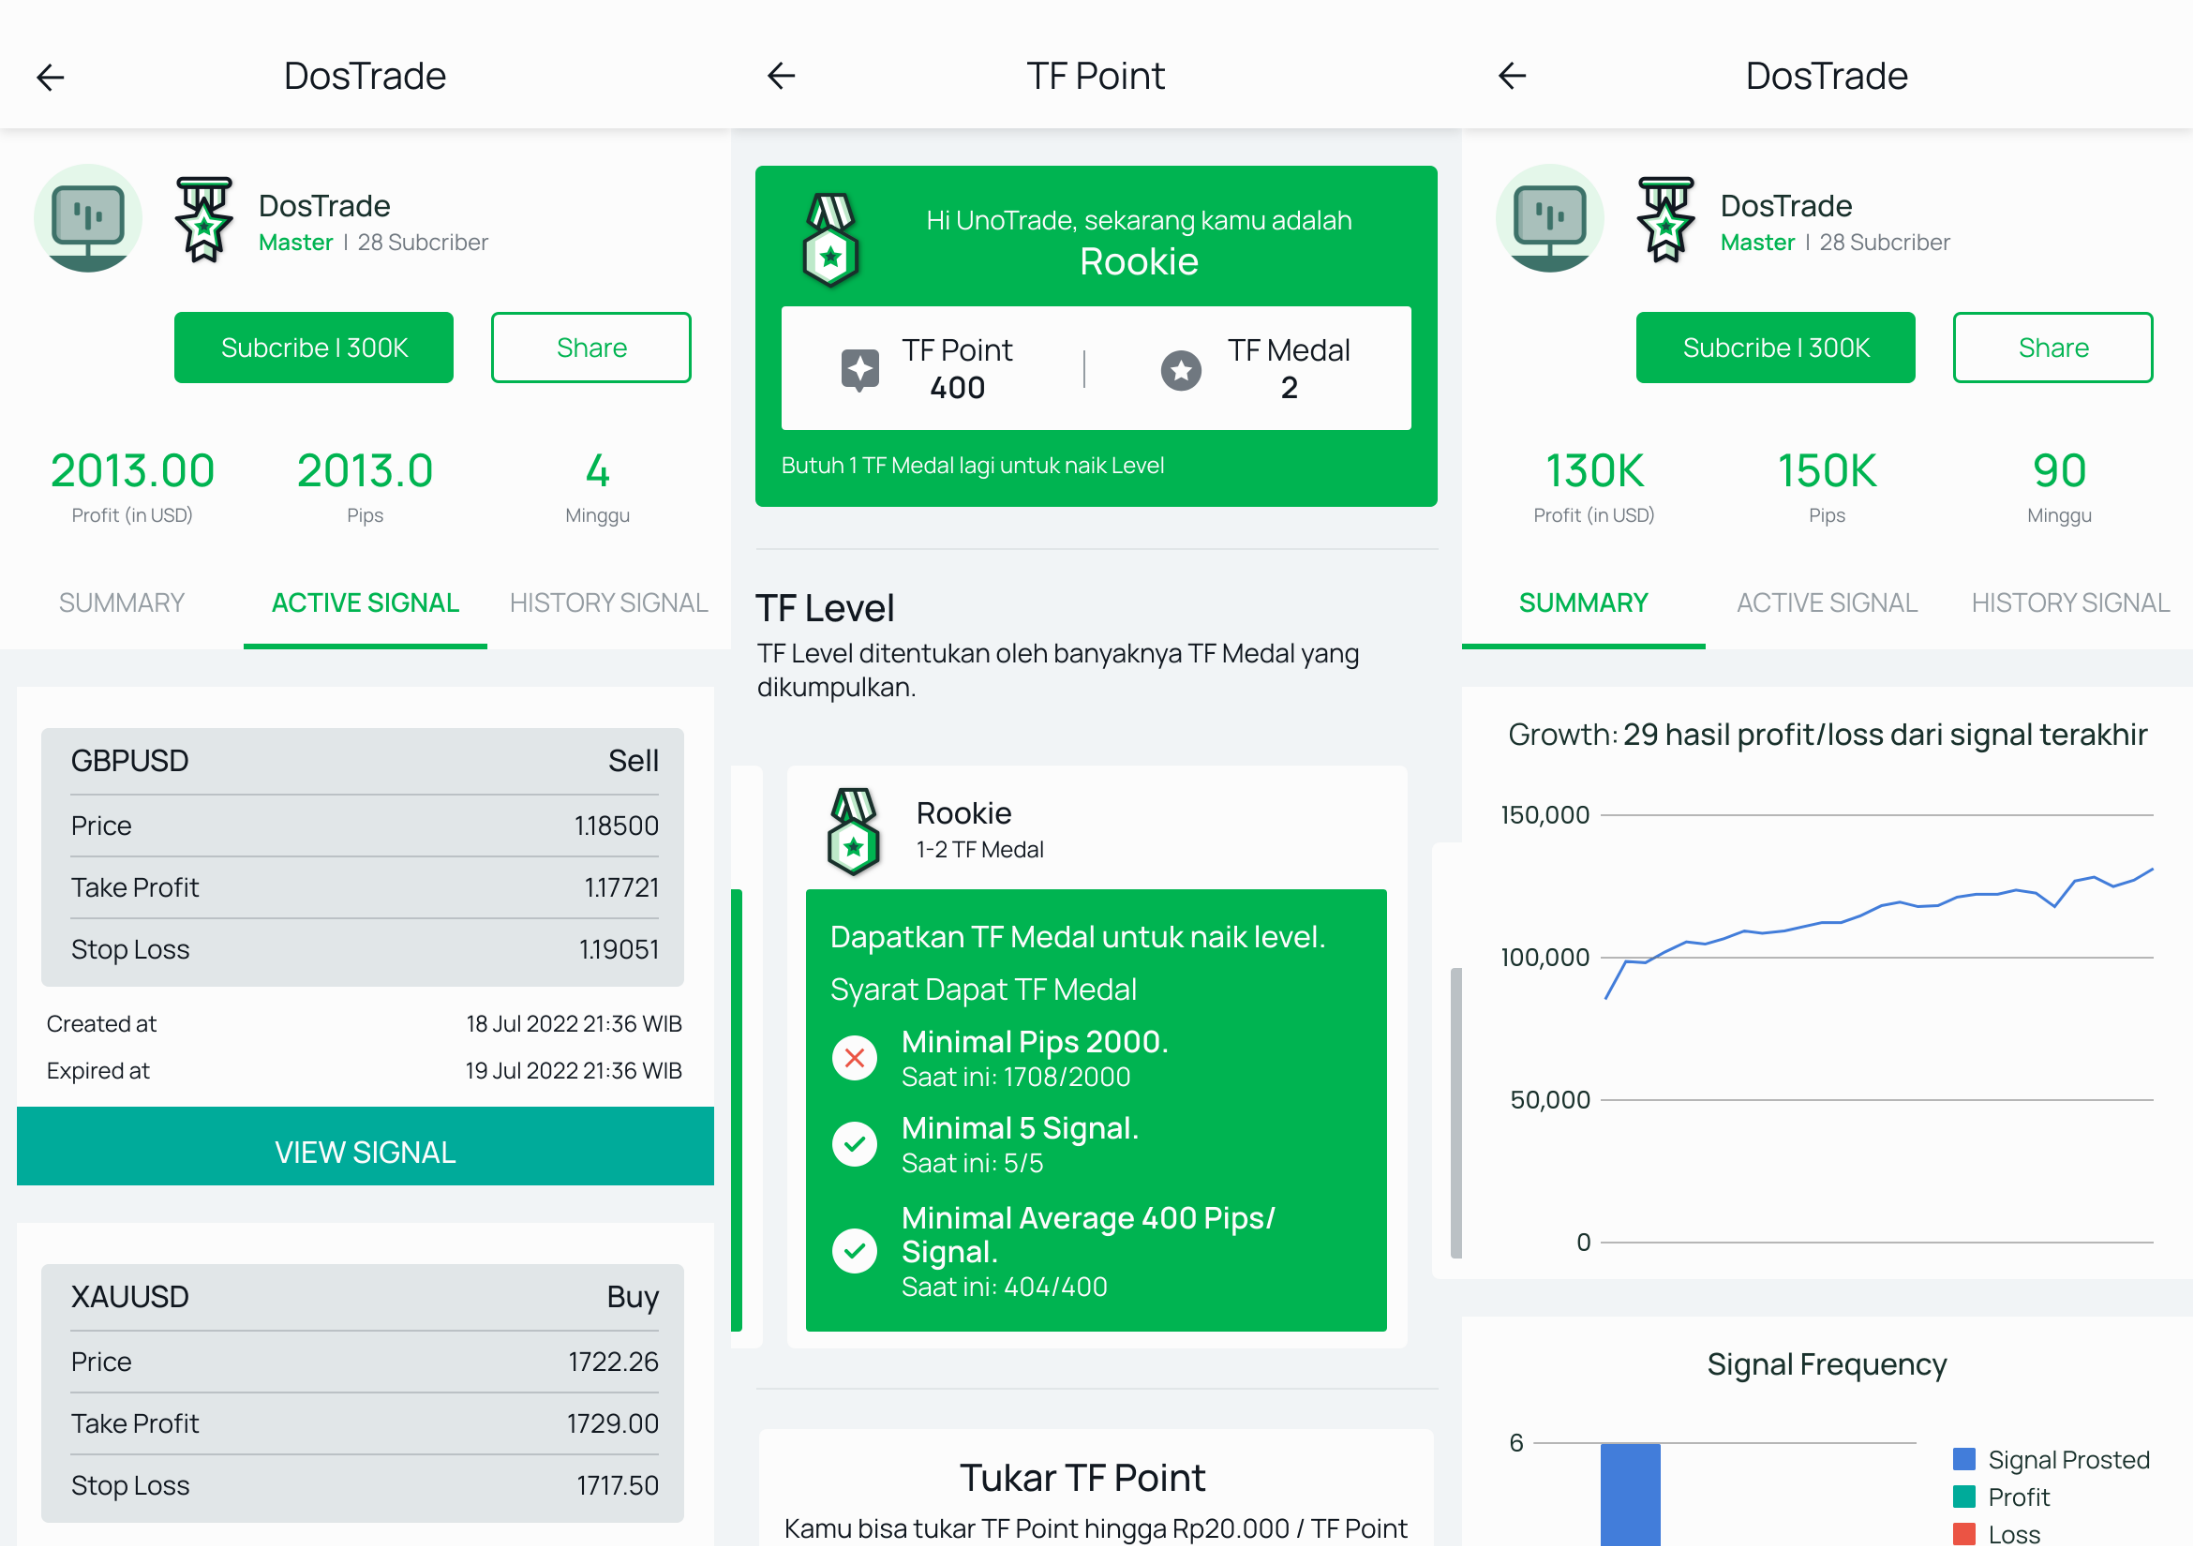 DosTrade
DosTrade
Master | 28 Subcriber
Subcribe | 300K
Share
2013.00
Profit (in USD)
2013.0
Pips
4
Minggu
SUMMARY
ACTIVE SIGNAL
HISTORY SIGNAL
GBPUSD
Sell
Price
1.18500
Take Profit
1.17721
Stop Loss
1.19051
Created at
18 Jul 2022 21:36 WIB
Expired at
19 Jul 2022 21:36 WIB
VIEW SIGNAL
XAUUSD
Buy
Price
1722.26
Take Profit
1729.00
Stop Loss
1717.50
TF Point
Hi UnoTrade, sekarang kamu adalah
Rookie
TF Point
400
TF Medal
2
Butuh 1 TF Medal lagi untuk naik Level
TF Level
TF Level ditentukan oleh banyaknya TF Medal yang
dikumpulkan.
Rookie
1-2 TF Medal
Dapatkan TF Medal untuk naik level.
Syarat Dapat TF Medal
Minimal Pips 2000.
Saat ini: 1708/2000
Minimal 5 Signal.
Saat ini: 5/5
Minimal Average 400 Pips/
Signal.
Saat ini: 404/400
Tukar TF Point
Kamu bisa tukar TF Point hingga Rp20.000 / TF Point
DosTrade
DosTrade
Master | 28 Subcriber
Subcribe | 300K
Share
130K
Profit (in USD)
150K
Pips
90
Minggu
SUMMARY
ACTIVE SIGNAL
HISTORY SIGNAL
Growth: 29 hasil profit/loss dari signal terakhir
150,000
100,000
50,000
0
Signal Frequency
6
Signal Prosted
Profit
Loss